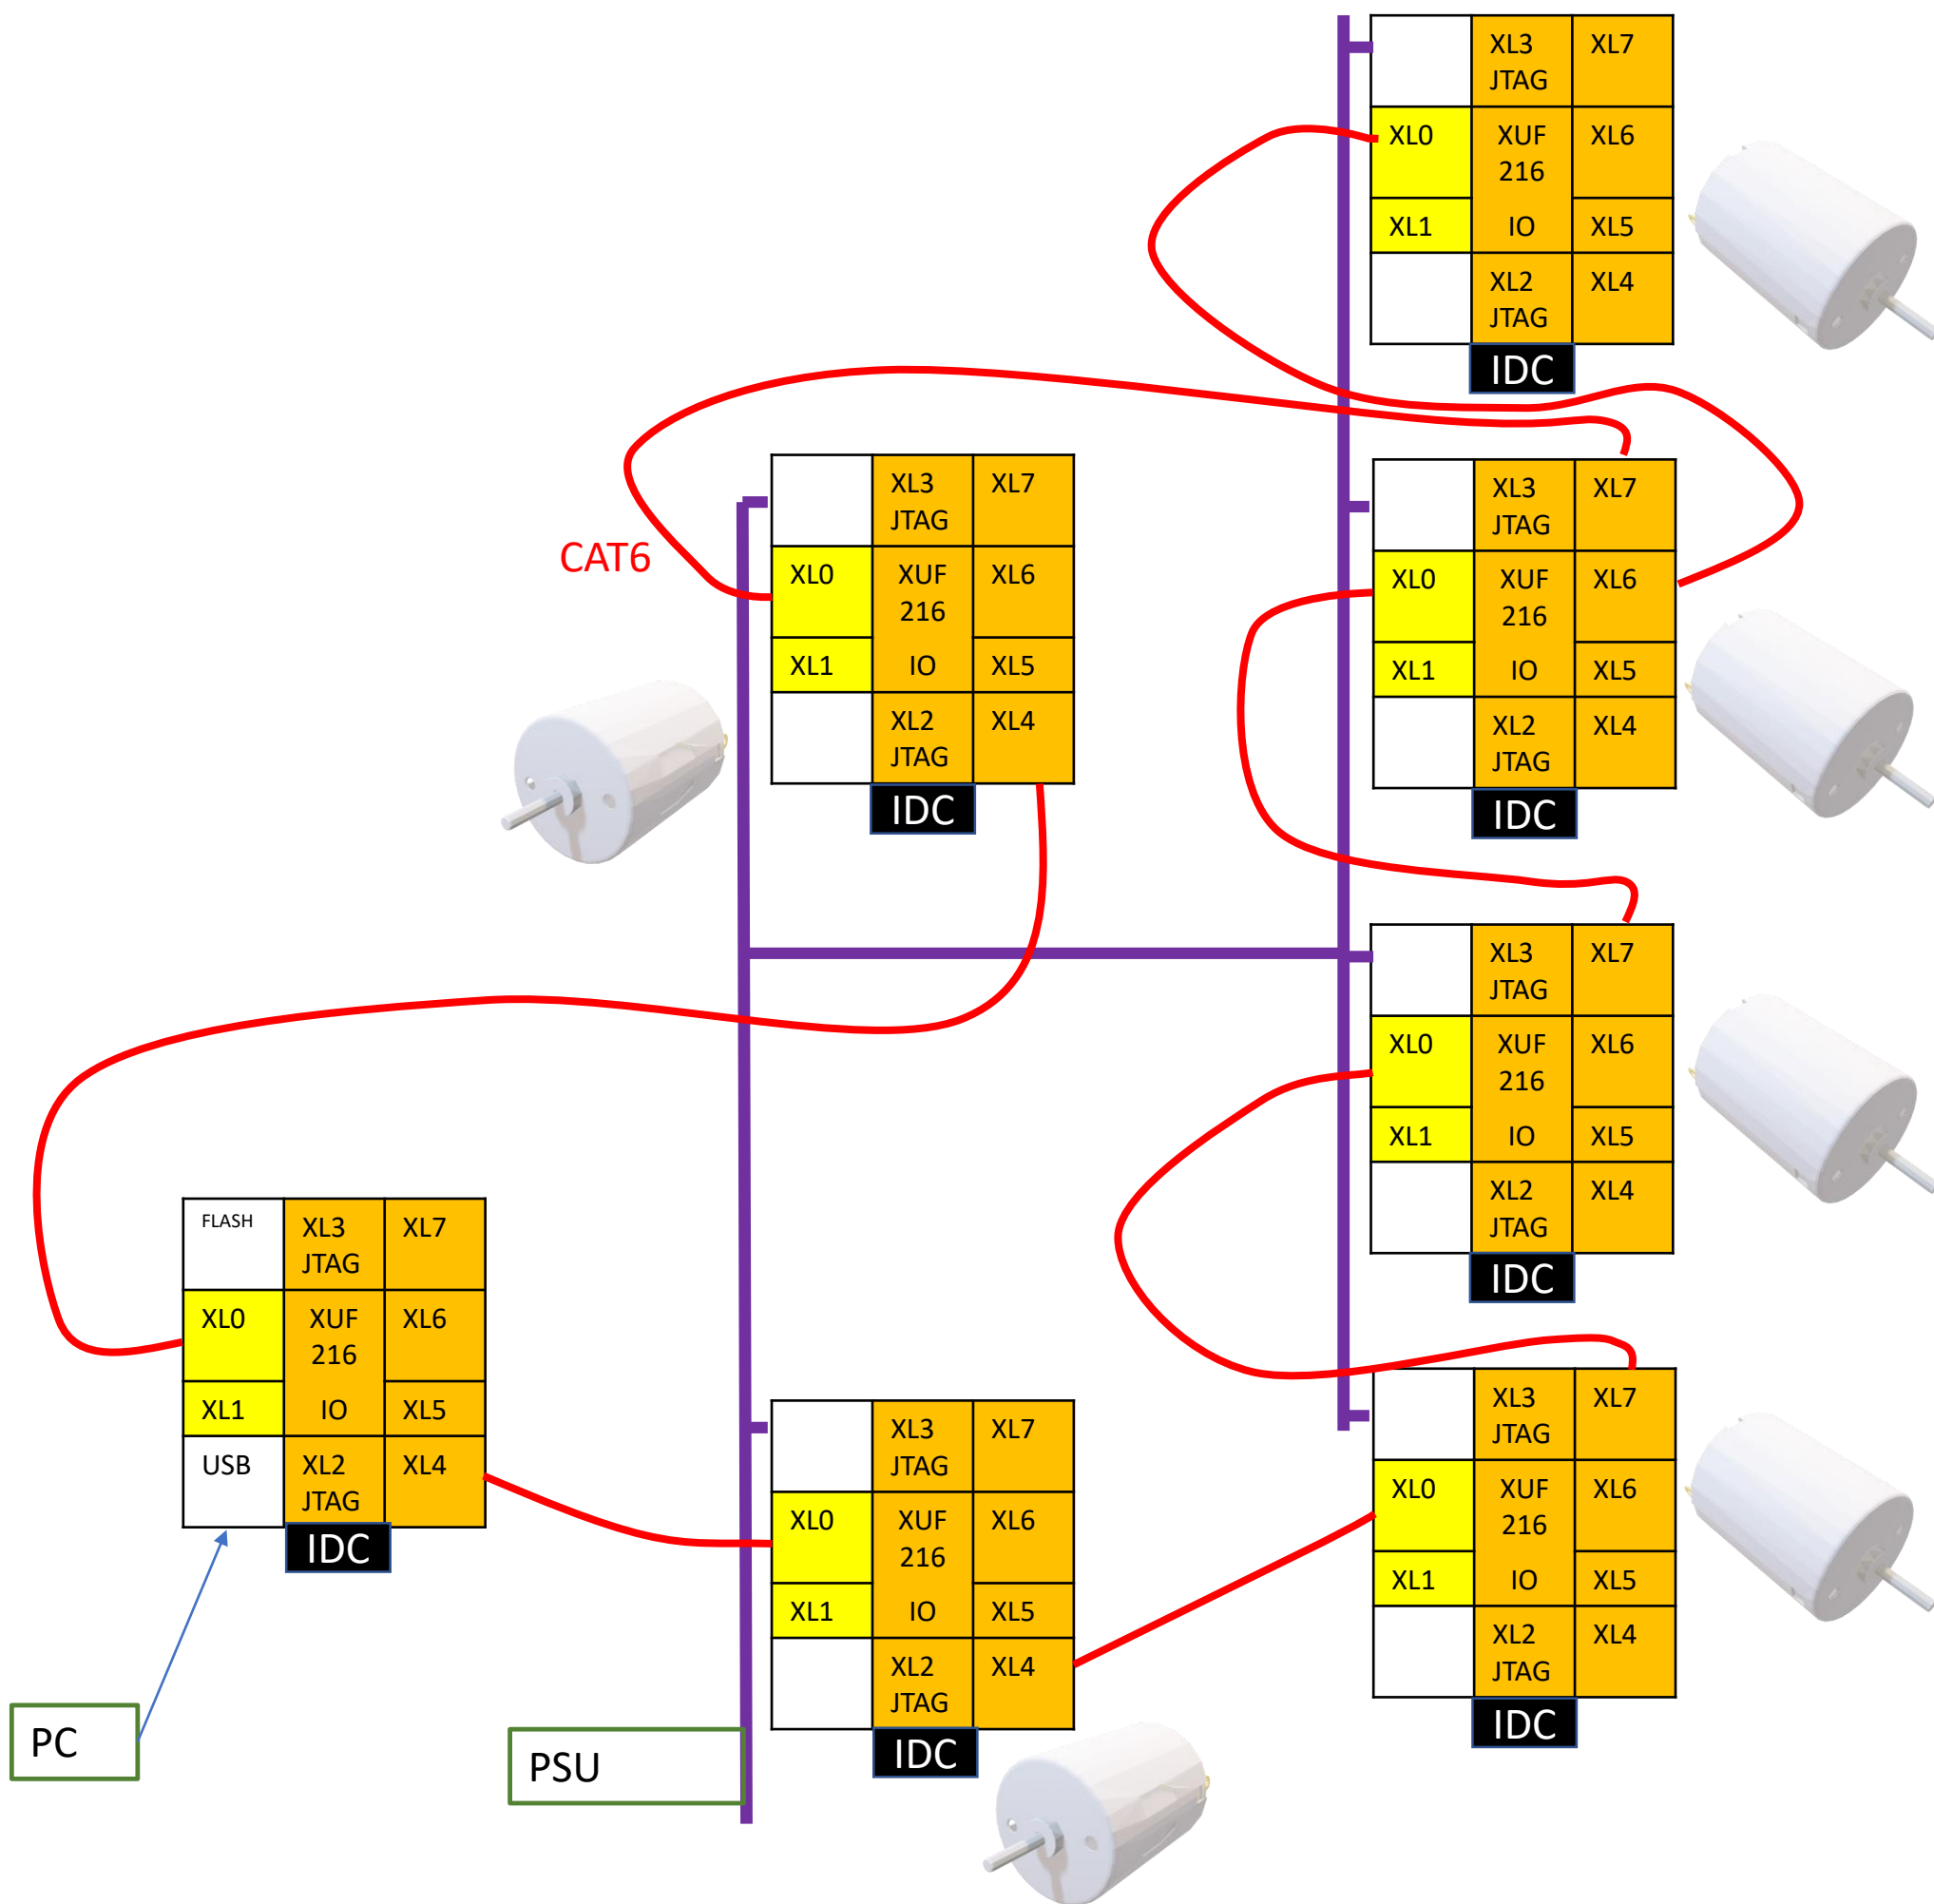 XL3 XL7
JTAG
XL0 XUF XL6
216
XL1 IO XL5
XL2 XL4
JTAG
IDC
CAT6
XL3 XL7
JTAG
XL0 XUF XL6
216
XL1 IO XL5
XL2 XL4
JTAG
IDC
XL3 XL7
JTAG
XL0 XUF XL6
216
XL1 IO XL5
XL2 XL4
JTAG
IDC
XL3 XL7
JTAG
XL0 XUF XL6
216
XL1 IO XL5
XL2 XL4
JTAG
IDC
FLASH XL3 XL7
JTAG
XL0 XUF XL6
216
XL1 IO XL5
USB XL2 XL4
JTAG
IDC
XL3 XL7
JTAG
XL0 XUF XL6
216
XL1 IO XL5
XL2 XL4
JTAG
IDC
XL3 XL7
JTAG
XL0 XUF XL6
216
XL1 IO XL5
XL2 XL4
JTAG
IDC
PC
PSU